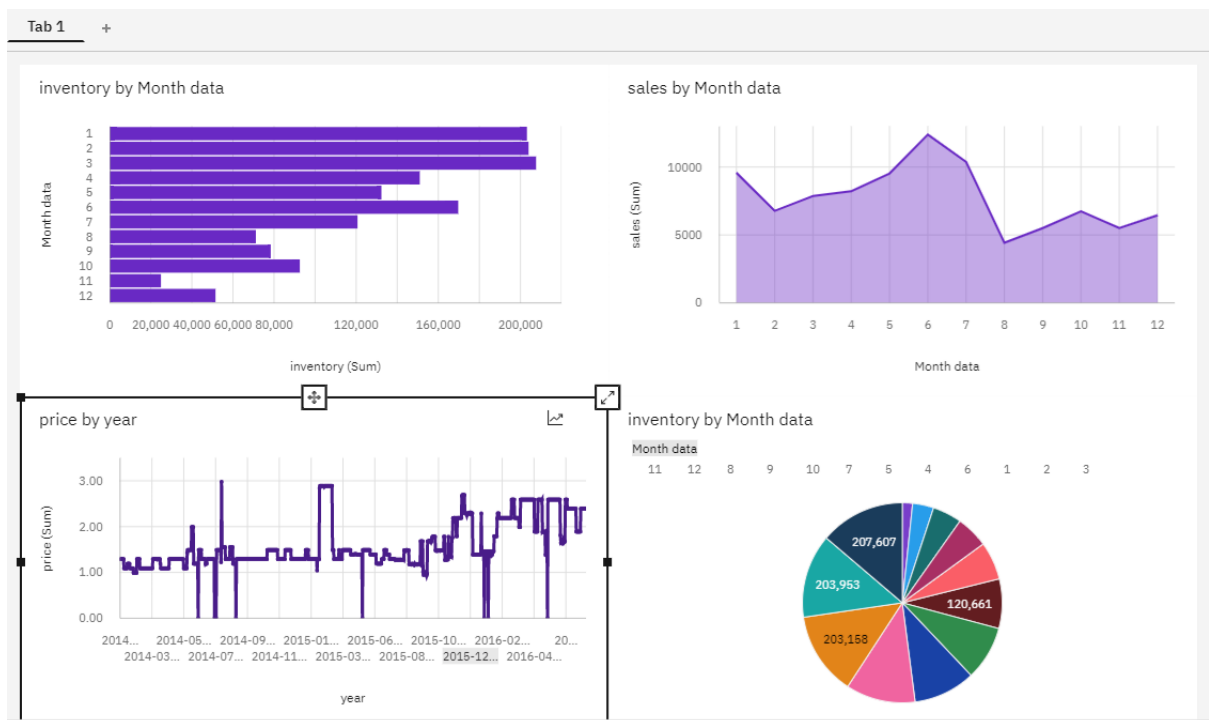 Tab 1 +
inventory by Month data
1
2
3
4
5
6
7
8
9
10
11
12
Month data
0 20,000 40,000 60,000 80,000 120,000 160,000 200,000
inventory (Sum)
sales by Month data
10000
5000
0
sales (Sum)
1 2 3 4 5 6 7 8 9 10 11 12
Month data
price by year
3.00
2.00
1.00
0.00
price (Sum)
2014... 2014-05... 2014-09... 2015-01... 2015-06... 2015-10... 2016-02... 20...
2014-03... 2014-07... 2014-11... 2015-03... 2015-08... 2015-12... 2016-04...
year
inventory by Month data
Month data
11 12 8 9 10 7 5 4 6 1 2 3
207,607
203,953
120,661
203,158